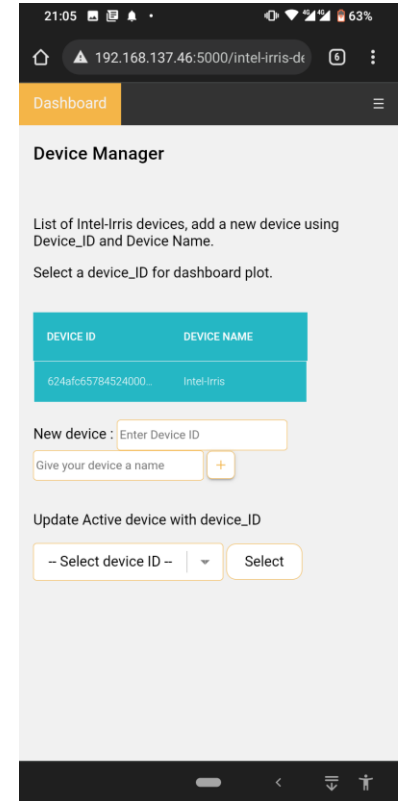 21:05 4G 4G 63%
192.168.137.46:5000/intel-irris-de 6
Dashboard
Device Manager
List of Intel-Irris devices, add a new device using
Device_ID and Device Name.
Select a device_ID for dashboard plot.
DEVICE ID DEVICE NAME
624afc65784524000... Intel-Irris
New device : Enter Device ID
Give your device a name +
Update Active device with device_ID
-- Select device ID -- Select